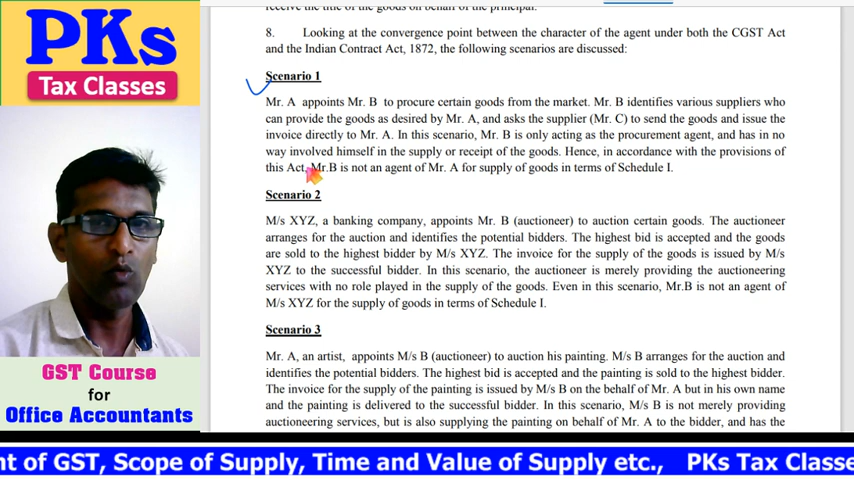 PKs
Tax Classes
GST Course
for
Office Accountants
receive the title of the goods on behalf of the principal.
8. Looking at the convergence point between the character of the agent under both the CGST Act
and the Indian Contract Act, 1872, the following scenarios are discussed:
Scenario 1
Mr. A appoints Mr. B to procure certain goods from the market. Mr. B identifies various suppliers who
can provide the goods as desired by Mr. A, and asks the supplier (Mr. C) to send the goods and issue the
invoice directly to Mr. A. In this scenario, Mr. B is only acting as the procurement agent, and has in no
way involved himself in the supply or receipt of the goods. Hence, in accordance with the provisions of
this Act, Mr.B is not an agent of Mr. A for supply of goods in terms of Schedule I.
Scenario 2
M/s XYZ, a banking company, appoints Mr. B (auctioneer) to auction certain goods. The auctioneer
arranges for the auction and identifies the potential bidders. The highest bid is accepted and the goods
are sold to the highest bidder by M/s XYZ. The invoice for the supply of the goods is issued by M/s
XYZ to the successful bidder. In this scenario, the auctioneer is merely providing the auctioneering
services with no role played in the supply of the goods. Even in this scenario, Mr.B is not an agent of
M/s XYZ for the supply of goods in terms of Schedule I.
Scenario 3
Mr. A, an artist, appoints M/s B (auctioneer) to auction his painting. M/s B arranges for the auction and
identifies the potential bidders. The highest bid is accepted and the painting is sold to the highest bidder.
The invoice for the supply of the painting is issued by M/s B on the behalf of Mr. A but in his own name
and the painting is delivered to the successful bidder. In this scenario, M/s B is not merely providing
auctioneering services, but is also supplying the painting on behalf of Mr. A to the bidder, and has the
nt of GST, Scope of Supply, Time and Value of Supply etc., PKs Tax Classe